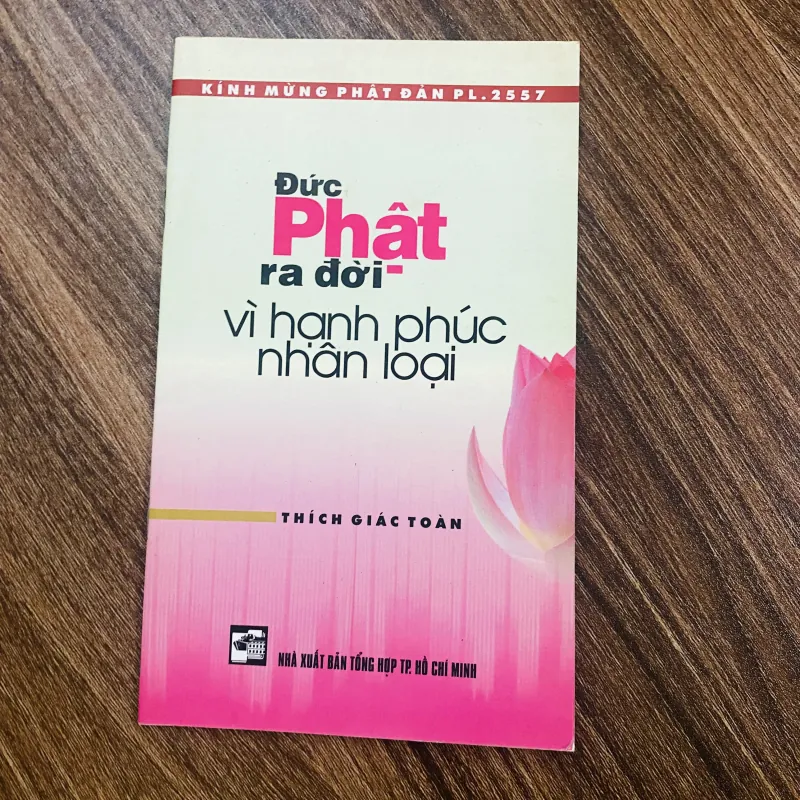 KÍNH MỪNG PHẬT ĐẢN PL.2557
Đức
Phật
ra đời
vì hạnh phúc
nhân loại
THÍCH GIÁC TOÀN
NHÀ XUẤT BẢN TỔNG HỢP TP. HỒ CHÍ MINH